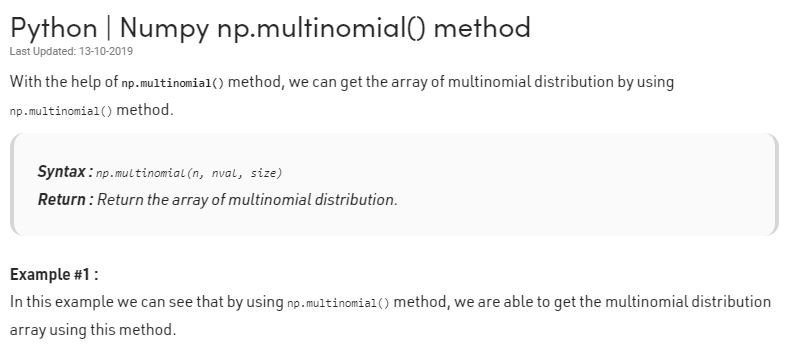 Python | Numpy np.multinomial() method
Last Updated: 13-10-2019
With the help of np.multinomial() method, we can get the array of multinomial distribution by using
np.multinomial() method.
Syntax : np.multinomial(n, nval, size)
Return : Return the array of multinomial distribution.
Example #1 :
In this example we can see that by using np.multinomial() method, we are able to get the multinomial distribution
array using this method.